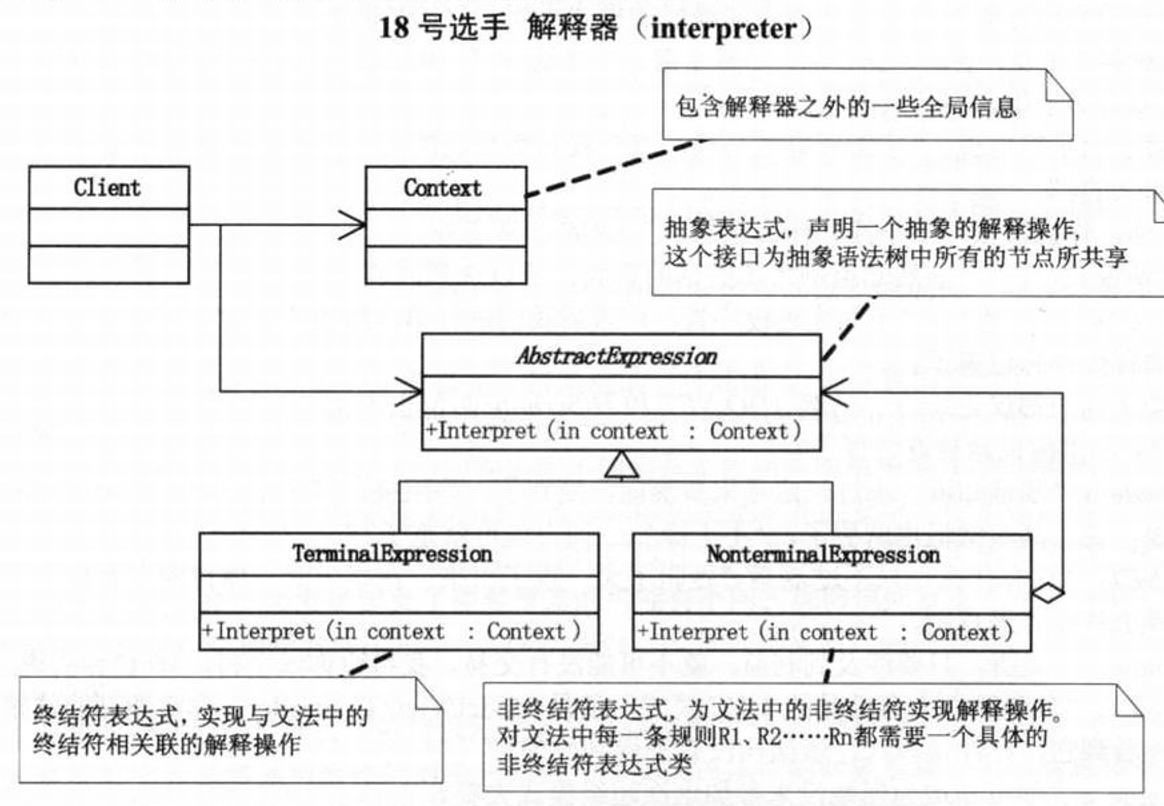 18 号选手 解释器（interpreter）
包含解释器之外的一些全局信息
Client
Context
抽象表达式，声明一个抽象的解释操作，
这个接口为抽象语法树中所有的节点所共享
AbstractExpression
+Interpret(in context : Context)
TerminalExpression
NonterminalExpression
+Interpret(in context : Context)
+Interpret(in context : Context)
终结符表达式，实现与文法中的
终结符相关联的解释操作
非终结符表达式，为文法中的非终结符实现解释操作。
对文法中每一条规则R1、R2……Rn都需要一个具体的
非终结符表达式类